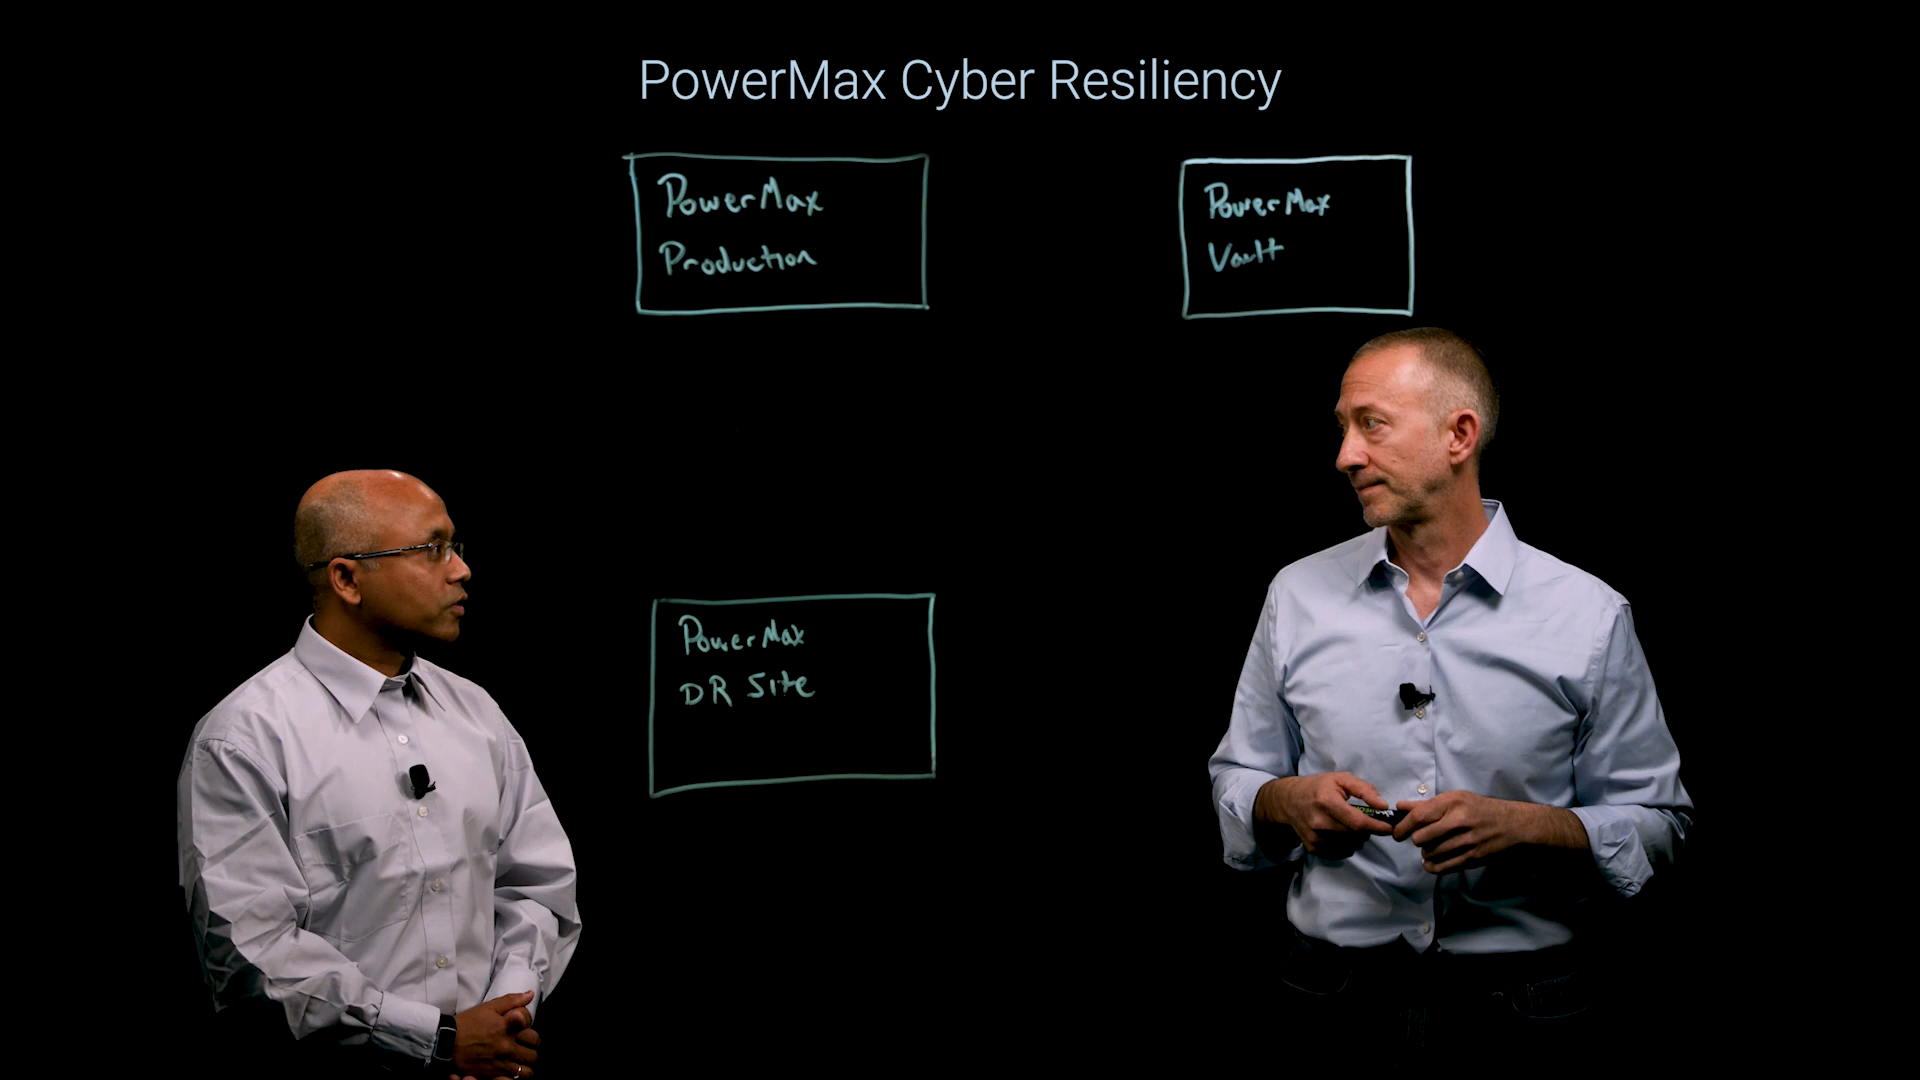 PowerMax Cyber Resiliency
PowerMax
Production
PowerMax
Vault
PowerMax
DR Site